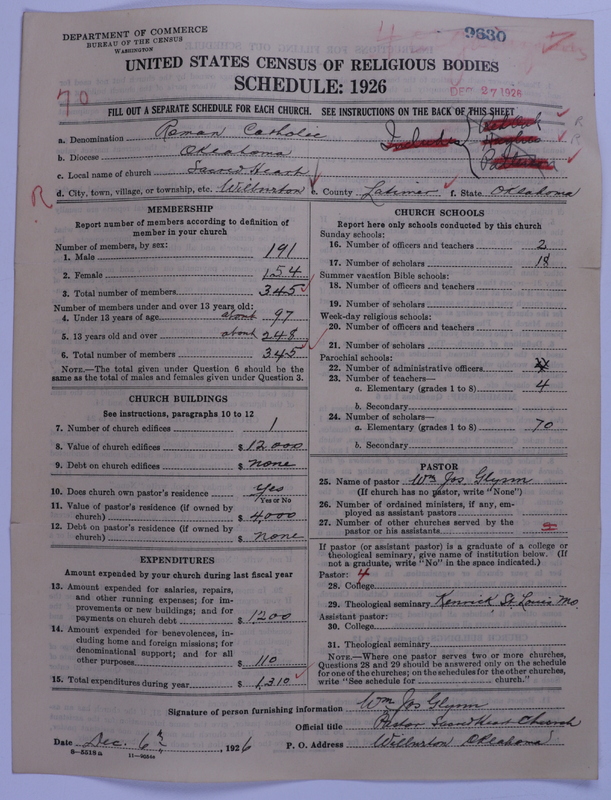 DEPARTMENT OF COMMERCE
BUREAU OF THE CENSUS
WASHINGTON
9630
UNITED STATES CENSUS OF RELIGIOUS BODIES
SCHEDULE: 1926
DEC 27 1926
70
FILL OUT A SEPARATE SCHEDULE FOR EACH CHURCH. SEE INSTRUCTIONS ON THE BACK OF THIS SHEET
a. Denomination Roman Catholic
Includes
b. Diocese Oklahoma
c. Local name of church Sacred Heart
d. City, town, village, or township, etc. Wilburton e. County Latimer f. State Oklahoma
R
MEMBERSHIP
Report number of members according to definition of member in your church
Number of members, by sex:
1. Male 191
2. Female 154
3. Total number of members 345
Number of members under and over 13 years old:
4. Under 13 years of age about 97
5. 13 years old and over about 248
6. Total number of members 345
NOTE.—The total given under Question 6 should be the same as the total of males and females given under Question 3.
CHURCH BUILDINGS
See instructions, paragraphs 10 to 12
7. Number of church edifices 1
8. Value of church edifices $ 12000
9. Debt on church edifices $ none
10. Does church own pastor's residence Yes
Yes or No
11. Value of pastor's residence (if owned by church) $ 4,000
12. Debt on pastor's residence (if owned by church) $ none
EXPENDITURES
Amount expended by your church during last fiscal year
13. Amount expended for salaries, repairs, and other running expenses; for improvements or new buildings; and for payments on church debt $ 1200
14. Amount expended for benevolences, including home and foreign missions; for denominational support; and for all other purposes $ 110
15. Total expenditures during year $ 1,310
CHURCH SCHOOLS
Report here only schools conducted by this church
Sunday schools:
16. Number of officers and teachers 2
17. Number of scholars 18
Summer vacation Bible schools:
18. Number of officers and teachers
19. Number of scholars
Week-day religious schools:
20. Number of officers and teachers
21. Number of scholars
Parochial schools:
22. Number of administrative officers
23. Number of teachers—
a. Elementary (grades 1 to 8) 4
b. Secondary
24. Number of scholars—
a. Elementary (grades 1 to 8) 70
b. Secondary
PASTOR
25. Name of pastor Wm Jos Glynn
(If church has no pastor, write "None")
26. Number of ordained ministers, if any, employed as assistant pastors
27. Number of other churches served by the pastor or his assistants
If pastor (or assistant pastor) is a graduate of a college or theological seminary, give name of institution below. (If not a graduate, write "No" in the space indicated.)
Pastor: 4
28. College
29. Theological seminary Kenrick, St. Louis Mo.
Assistant pastor:
30. College
31. Theological seminary
NOTE.—Where one pastor serves two or more churches, Questions 28 and 29 should be answered only on the schedule for one of the churches; on the schedules for the other churches, write "See schedule for church."
Signature of person furnishing information Wm Jos Glynn
Official title Pastor Sacred Heart Church
Date Dec. 6th, 1926 P. O. Address Wilburton Oklahoma
8—5518a 11—9084a